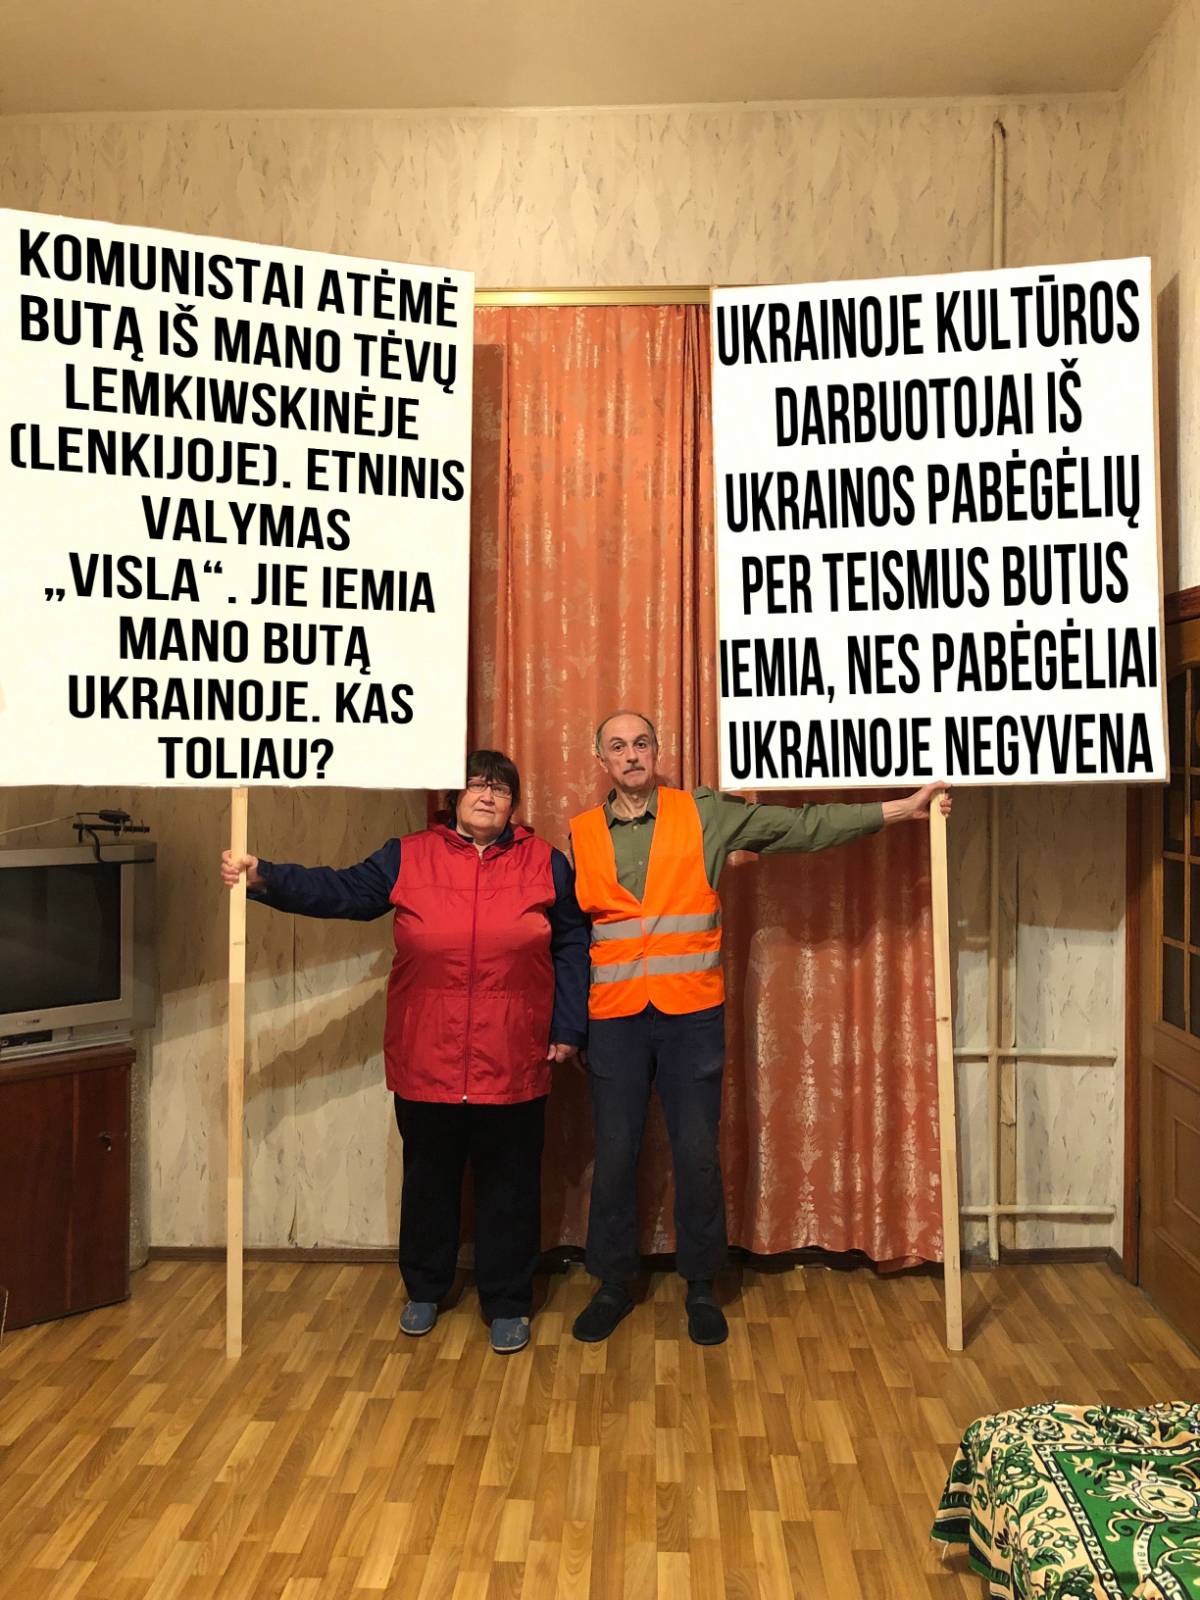 KOMUNISTAI ATĖMĖ
BUTĄ IŠ MANO TĖVŲ
LEMKIWSKINĖJE
(LENKIJOJE). ETNINIS
VALYMAS
„VISLA“. JIE IEMIA
MANO BUTĄ
UKRAINOJE. KAS
TOLIAU?
UKRAINOJE KULTŪROS
DARBUOTOJAI IŠ
UKRAINOS PABĖGĖLIŲ
PER TEISMUS BUTUS
IEMIA, NES PABĖGĖLIAI
UKRAINOJE NEGYVENA